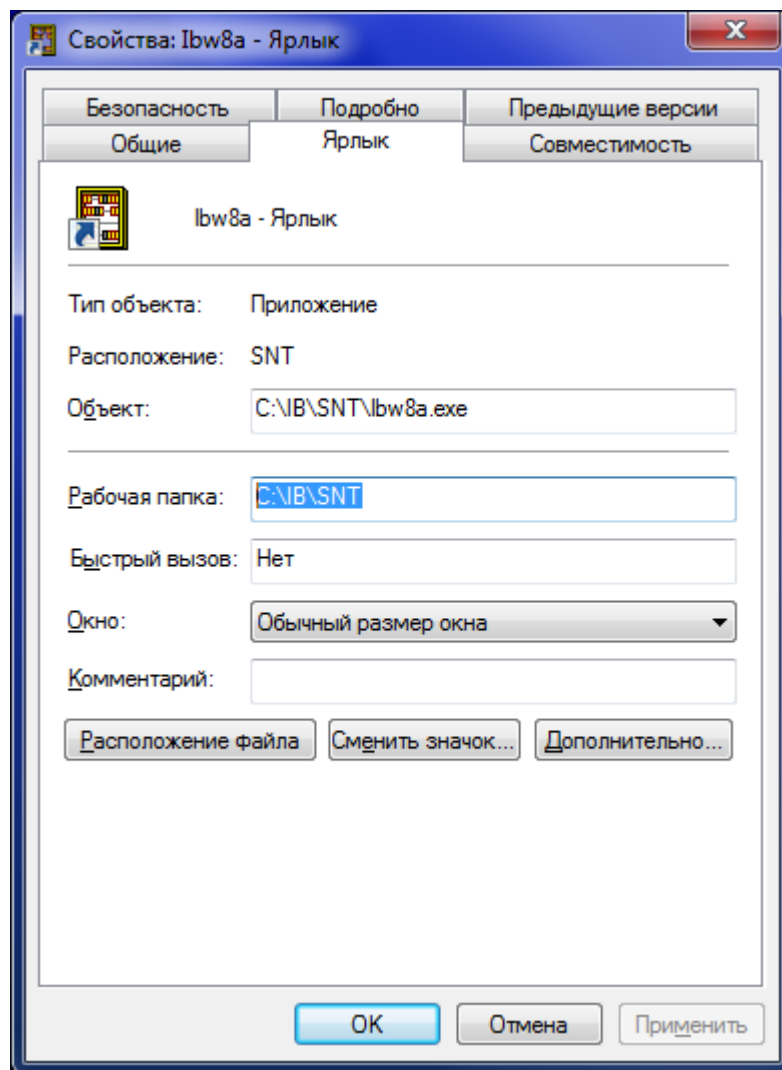 Свойства: Ibw8a - Ярлык
Безопасность Подробно Предыдущие версии
Общие Ярлык Совместимость
Ibw8a - Ярлык
Тип объекта: Приложение
Расположение: SNT
Объект: C:\IB\SNT\Ibw8a.exe
Рабочая папка: C:\IB\SNT
Быстрый вызов: Нет
Окно: Обычный размер окна
Комментарий:
Расположение файла Сменить значок... Дополнительно...
OK Отмена Применить